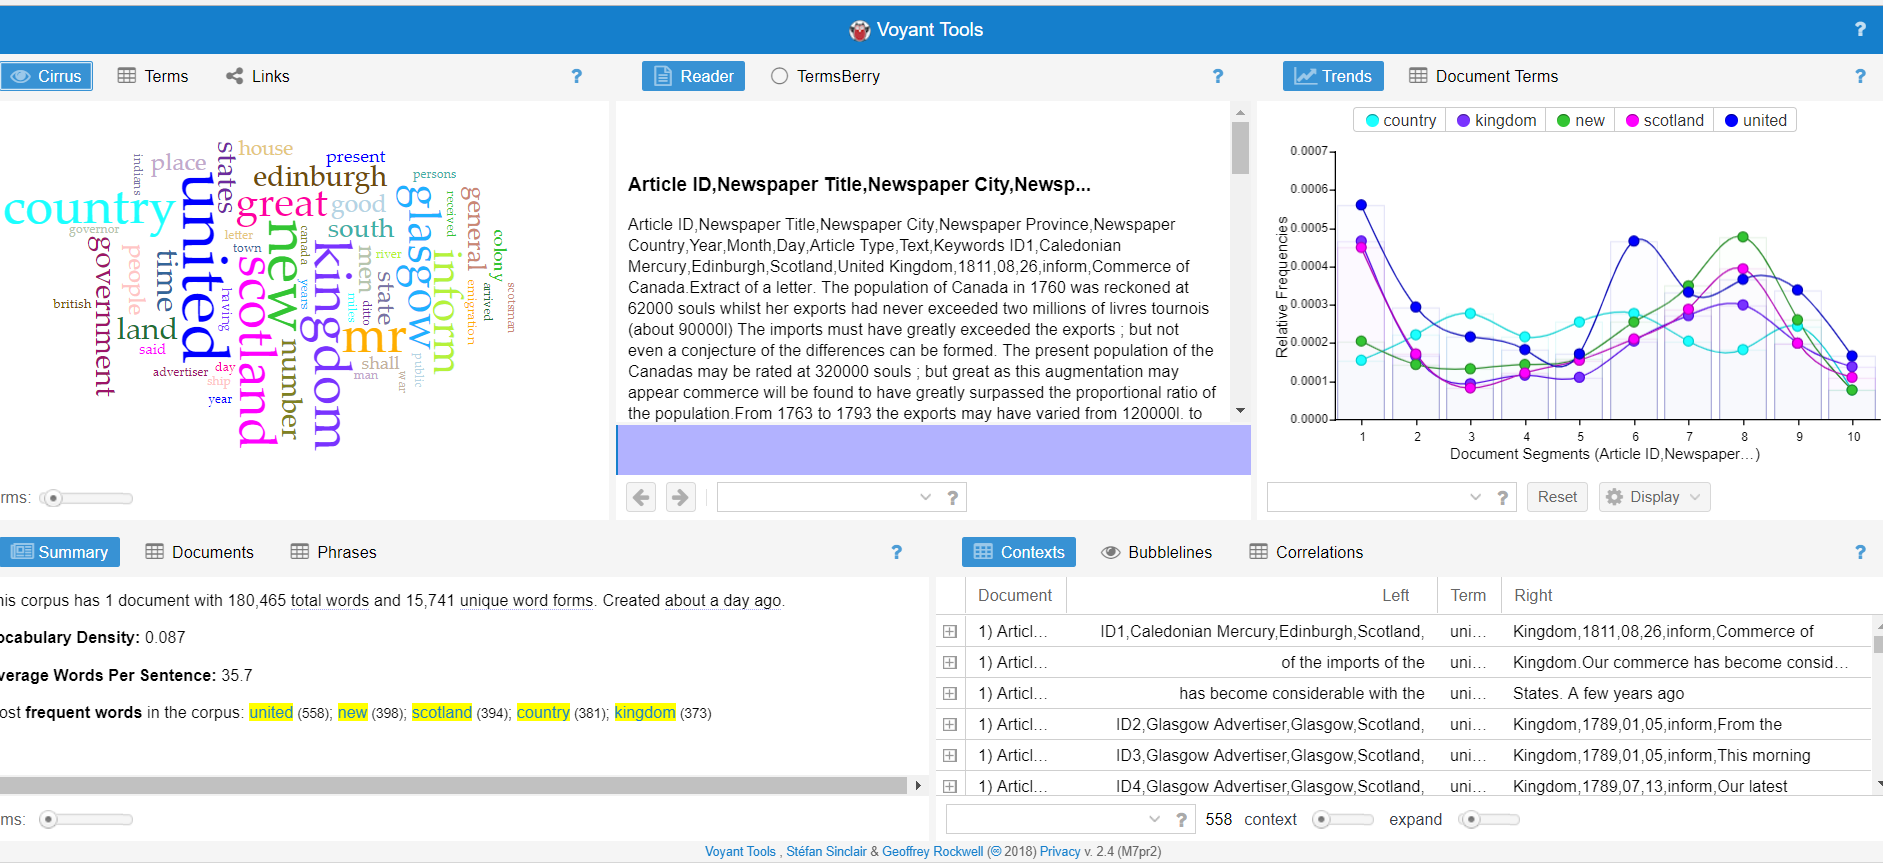 Voyant Tools
?
Cirrus Terms Links ?
Reader TermsBerry ?
Trends Document Terms ?
indians place states house present
edinburgh persons
country united great good glasgow received general
governor letter new canada south
town kingdom men river inform colony
government people time scotland years state emigration arrived scotsman
british having miles ditto
land number mr
said shall public
advertiser day man war
ship
year
rms:
Article ID,Newspaper Title,Newspaper City,Newsp...
Article ID,Newspaper Title,Newspaper City,Newspaper Province,Newspaper
Country,Year,Month,Day,Article Type,Text,Keywords ID1,Caledonian
Mercury,Edinburgh,Scotland,United Kingdom,1811,08,26,inform,Commerce of
Canada.Extract of a letter. The population of Canada in 1760 was reckoned at
62000 souls whilst her exports had never exceeded two millions of livres tournois
(about 90000l) The imports must have greatly exceeded the exports ; but not
even a conjecture of the differences can be formed. The present population of the
Canadas may be rated at 320000 souls ; but great as this augmentation may
appear commerce will be found to have greatly surpassed the proportional ratio of
the population.From 1763 to 1793 the exports may have varied from 120000l. to
?
country kingdom new scotland united
0.0007
0.0006
0.0005
0.0004
0.0003
0.0002
0.0001
0.0000
Relative Frequencies
1 2 3 4 5 6 7 8 9 10
Document Segments (Article ID,Newspaper...)
? Reset Display
Summary Documents Phrases ?
his corpus has 1 document with 180,465 total words and 15,741 unique word forms. Created about a day ago.
ocabulary Density: 0.087
verage Words Per Sentence: 35.7
ost frequent words in the corpus: united (558); new (398); scotland (394); country (381); kingdom (373)
ms:
Contexts Bubblelines Correlations ?
Document Left Term Right
1) Articl... ID1,Caledonian Mercury,Edinburgh,Scotland, uni... Kingdom,1811,08,26,inform,Commerce of
1) Articl... of the imports of the uni... Kingdom.Our commerce has become consid...
1) Articl... has become considerable with the uni... States. A few years ago
1) Articl... ID2,Glasgow Advertiser,Glasgow,Scotland, uni... Kingdom,1789,01,05,inform,From the
1) Articl... ID3,Glasgow Advertiser,Glasgow,Scotland, uni... Kingdom,1789,01,05,inform,This morning
1) Articl... ID4,Glasgow Advertiser,Glasgow,Scotland, uni... Kingdom,1789,07,13,inform,Our latest
? 558 context expand
Voyant Tools , Stéfan Sinclair & Geoffrey Rockwell (© 2018) Privacy v. 2.4 (M7pr2)